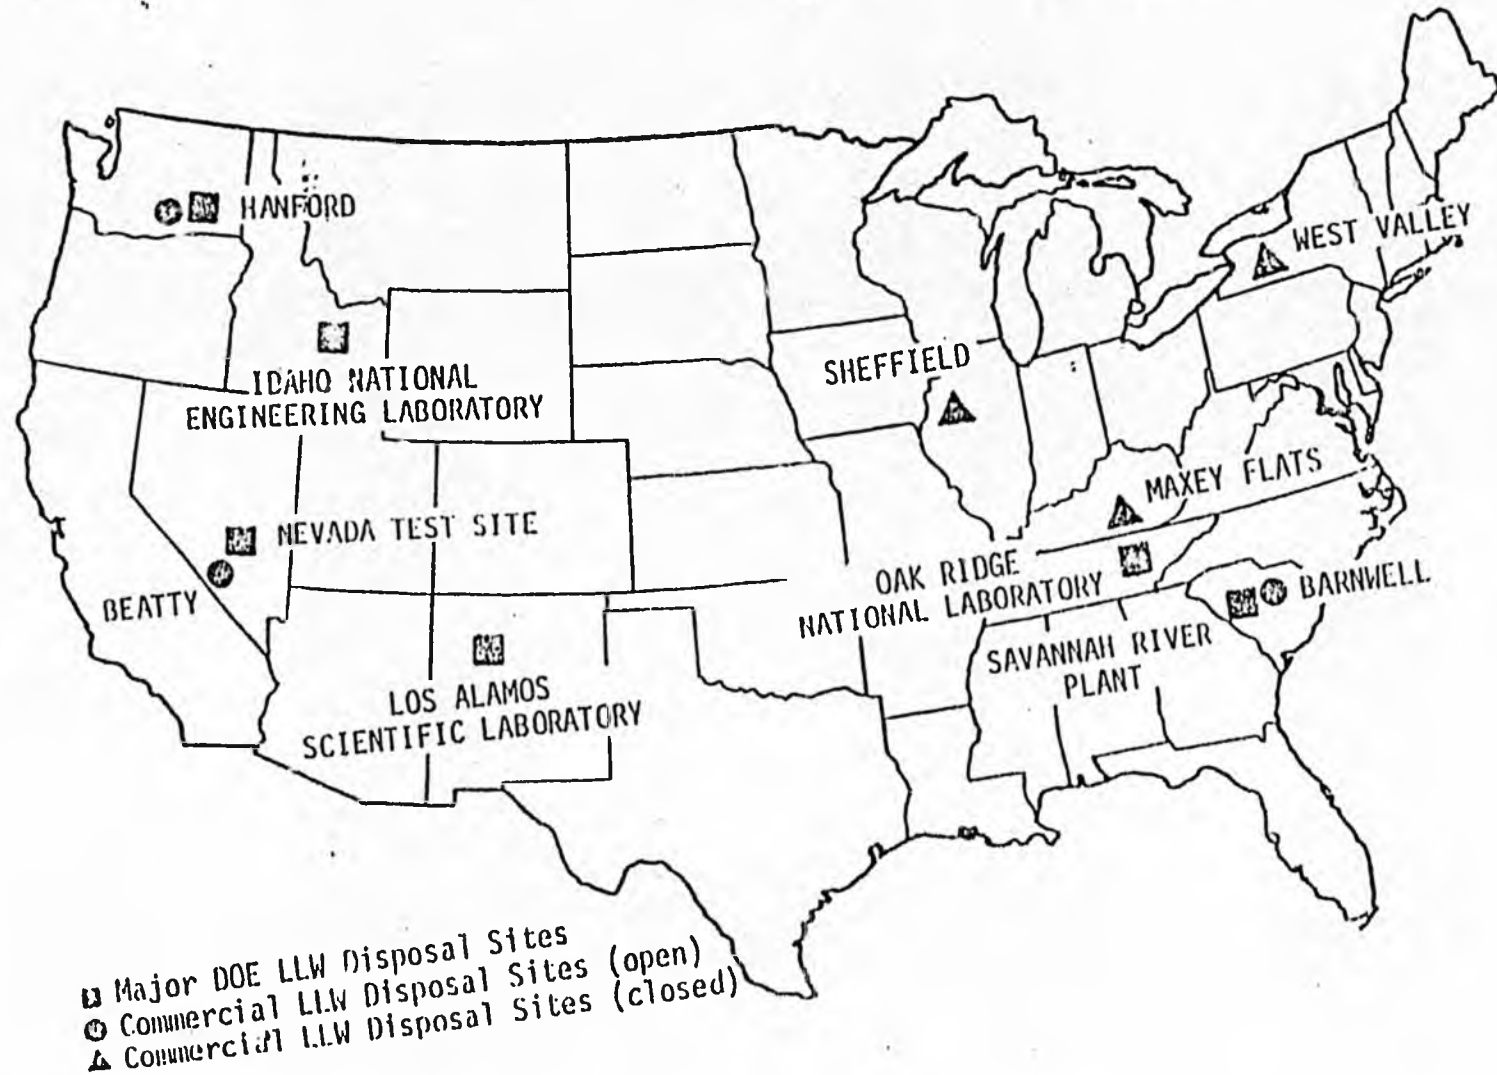 HANFORD
WEST VALLEY
IDAHO NATIONAL
ENGINEERING LABORATORY
SHEFFIELD
MAXEY FLATS
NEVADA TEST SITE
BEATTY
OAK RIDGE
NATIONAL LABORATORY
BARNWELL
SAVANNAH RIVER
PLANT
LOS ALAMOS
SCIENTIFIC LABORATORY
Major DOE LLW Disposal Sites
Commercial LLW Disposal Sites (open)
Commercial LLW Disposal Sites (closed)